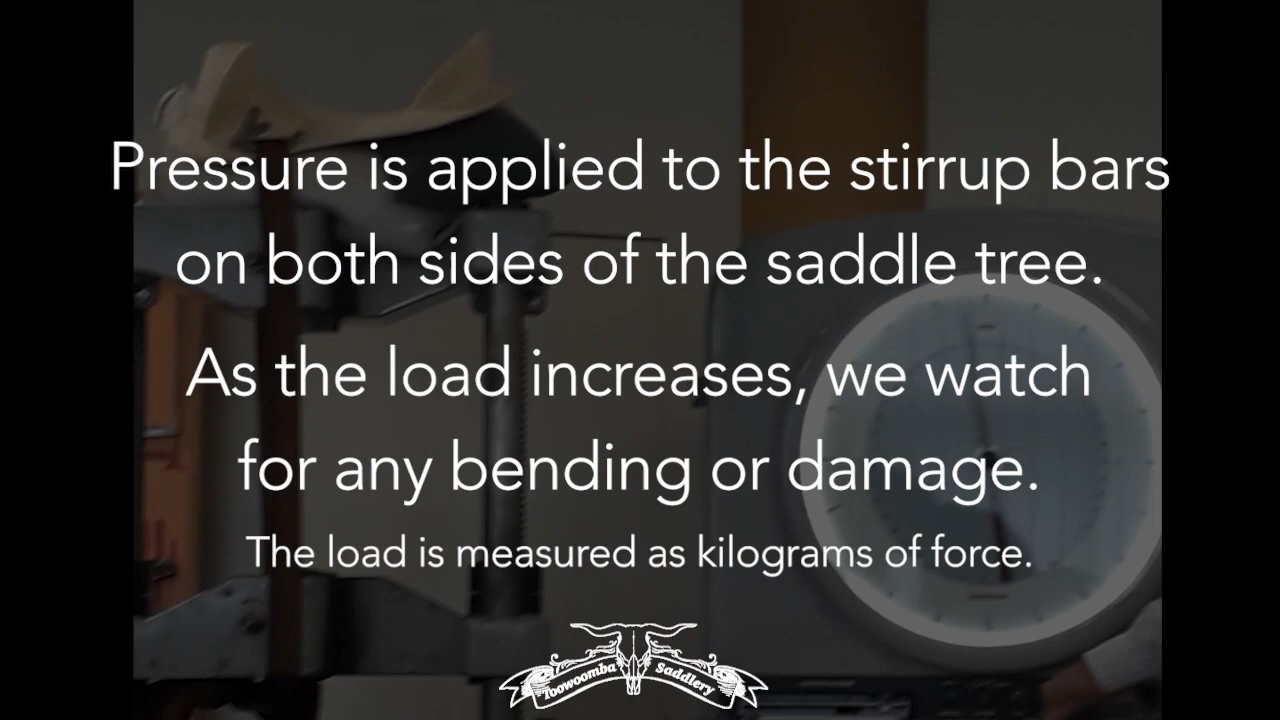 Pressure is applied to the stirrup bars
on both sides of the saddle tree.
As the load increases, we watch
for any bending or damage.
The load is measured as kilograms of force.
Toowoomba Saddlery